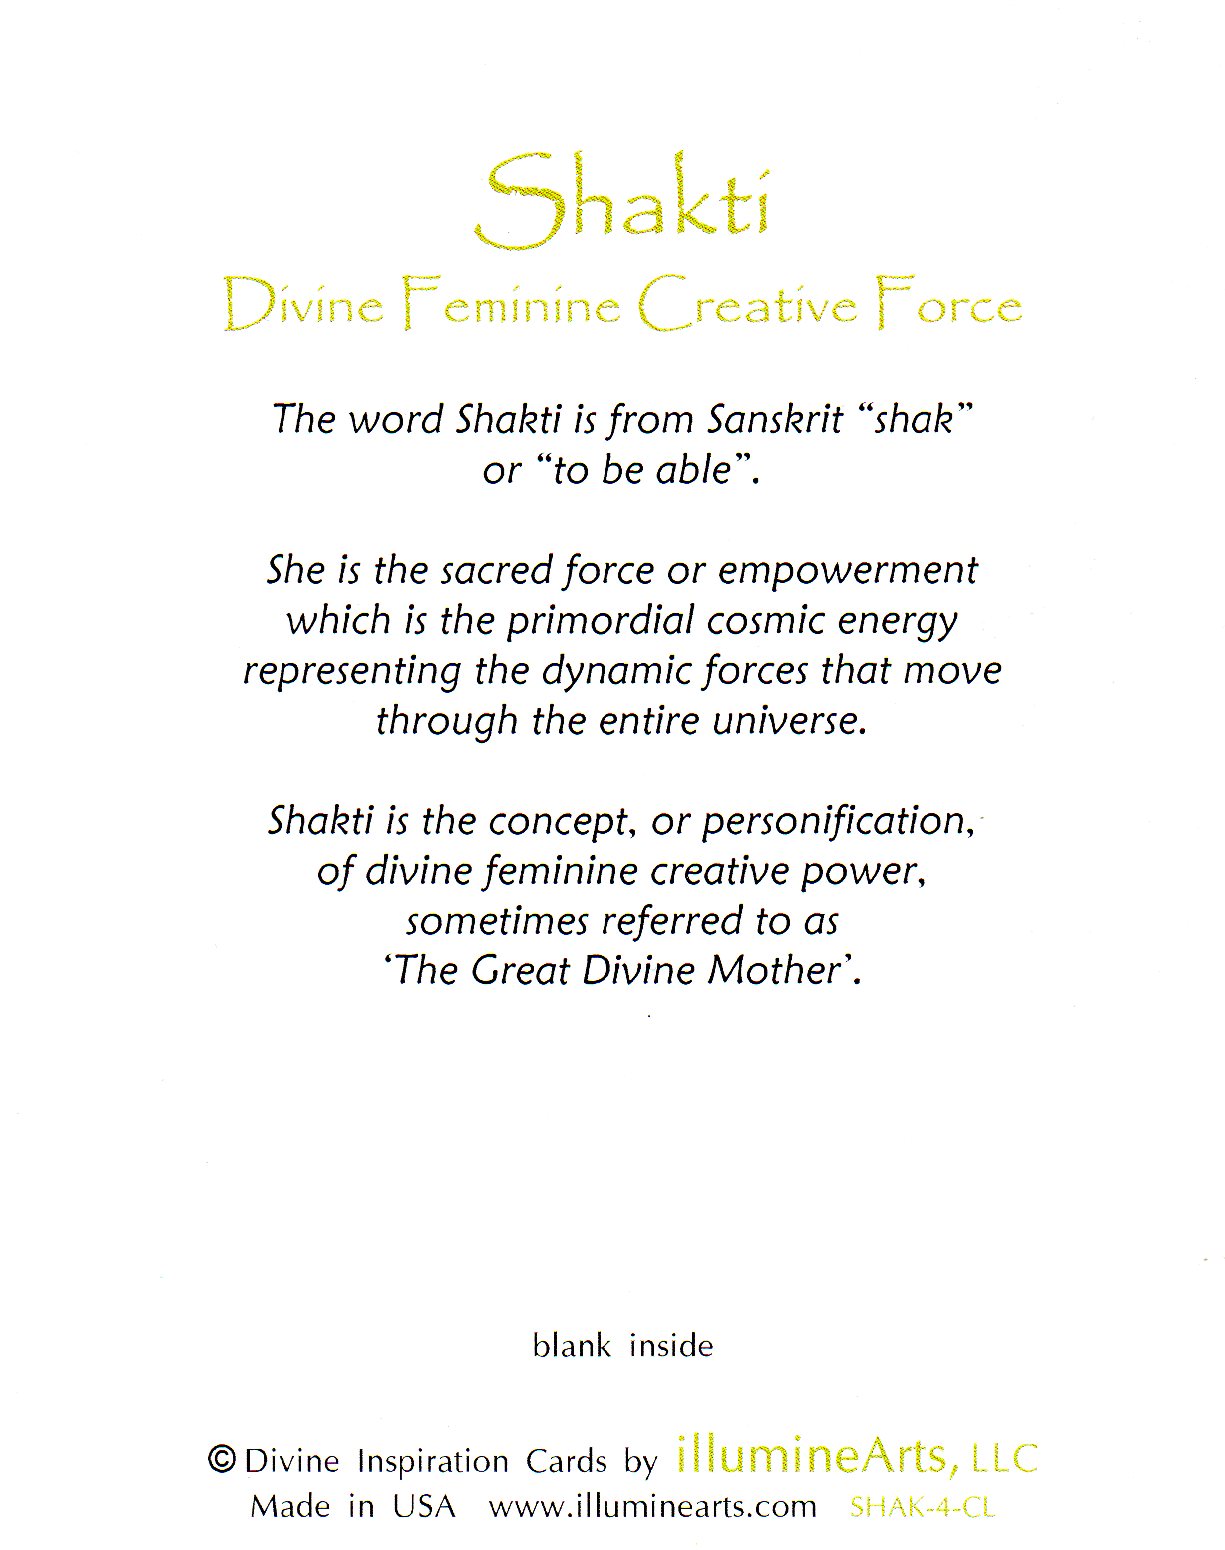 Shakti
Divine Feminine Creative Force
The word Shakti is from Sanskrit “shak”
or “to be able”.
She is the sacred force or empowerment
which is the primordial cosmic energy
representing the dynamic forces that move
through the entire universe.
Shakti is the concept, or personification,
of divine feminine creative power,
sometimes referred to as
‘The Great Divine Mother’.
blank inside
© Divine Inspiration Cards by illumineArts, LLC
Made in USA www.illuminearts.com SHAK-4-CL